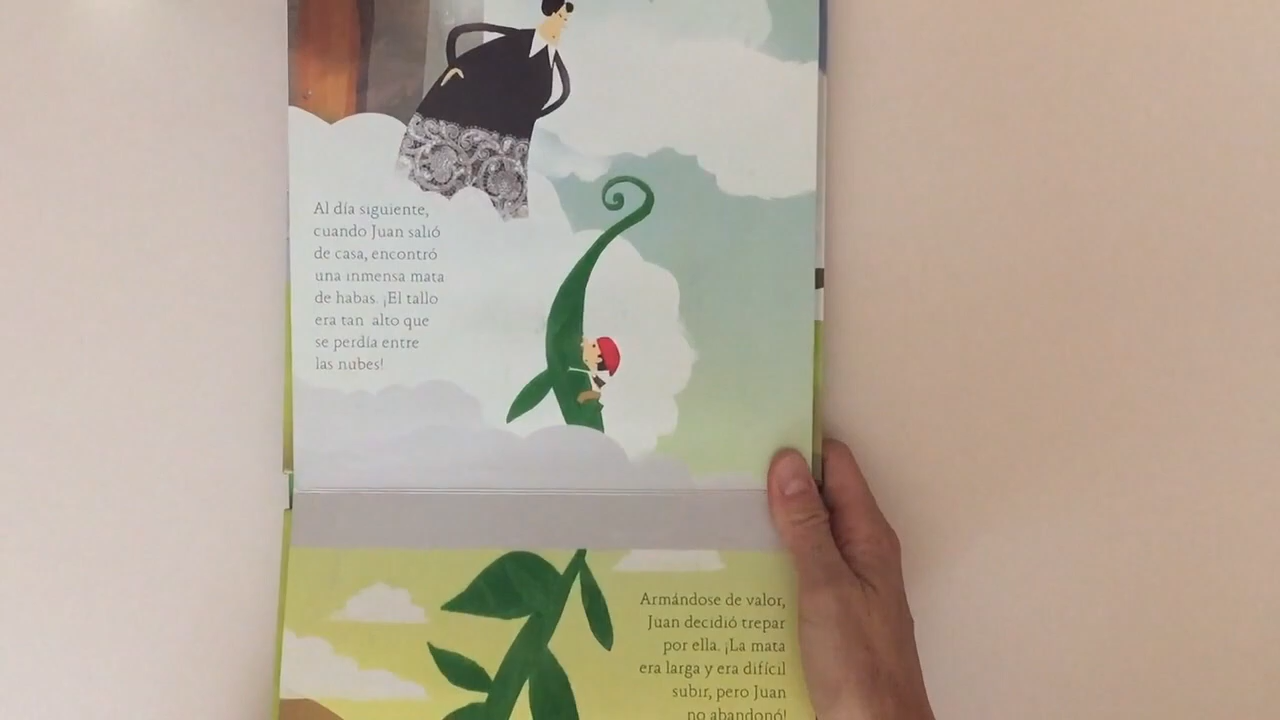 Al día siguiente,
cuando Juan salió
de casa, encontró
una inmensa mata
de habas. ¡El tallo
era tan alto que
se perdía entre
las nubes!
Armándose de valor,
Juan decidió trepar
por ella. ¡La mata
era larga y era difícil
subir, pero Juan
no abandonó!